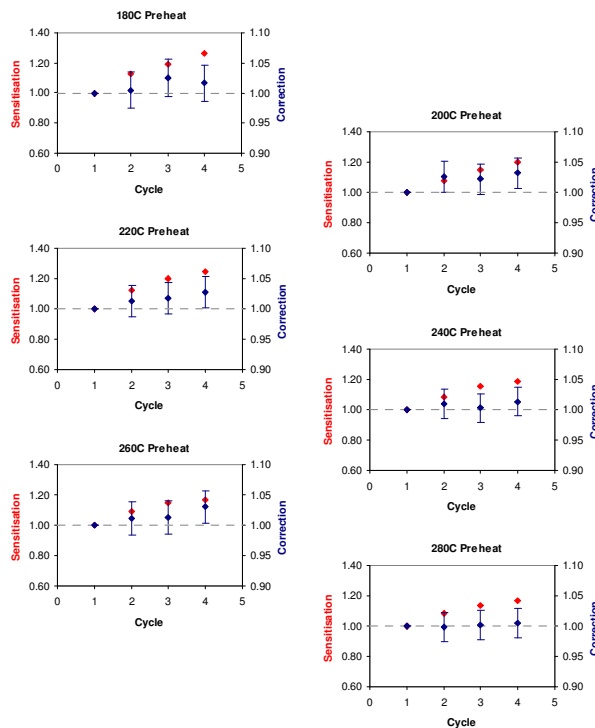 180C Preheat
1.40 1.10
1.20 1.05
1.00 1.00
0.80 0.95
0.60 0.90
0 1 2 3 4 5
Cycle
Sensitisation
Correction
200C Preheat
1.40 1.10
1.20 1.05
1.00 1.00
0.80 0.95
0.60 0.90
0 1 2 3 4 5
Cycle
Sensitisation
Correction
220C Preheat
1.40 1.10
1.20 1.05
1.00 1.00
0.80 0.95
0.60 0.90
0 1 2 3 4 5
Cycle
Sensitisation
Correction
240C Preheat
1.40 1.10
1.20 1.05
1.00 1.00
0.80 0.95
0.60 0.90
0 1 2 3 4 5
Cycle
Sensitisation
Correction
260C Preheat
1.40 1.10
1.20 1.05
1.00 1.00
0.80 0.95
0.60 0.90
0 1 2 3 4 5
Cycle
Sensitisation
Correction
280C Preheat
1.40 1.10
1.20 1.05
1.00 1.00
0.80 0.95
0.60 0.90
0 1 2 3 4 5
Cycle
Sensitisation
Correction